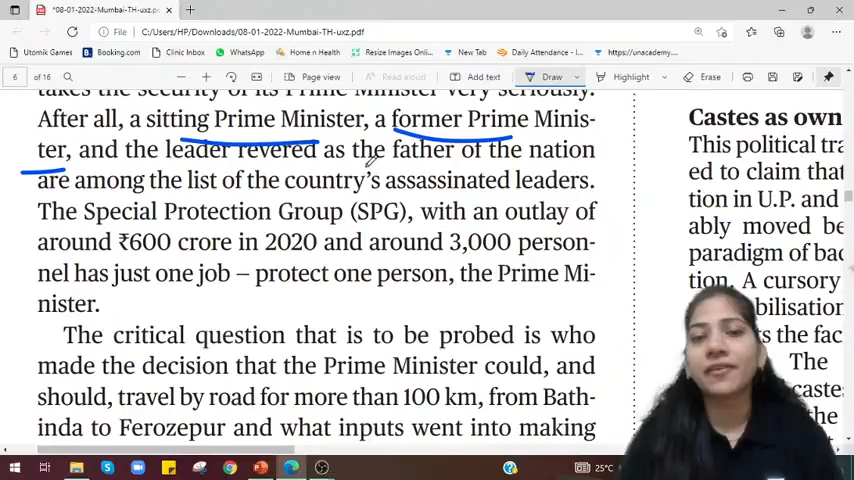 *08-01-2022-Mumbai-TH-uxz.pdf
File
C:/Users/HP/Downloads/08-01-2022-Mumbai-TH-uxz.pdf
Utomik Games
Booking.com
Clinic Inbox
WhatsApp
Home n Health
Resize Images Onli...
New Tab
Daily Attendance - I...
https://unacademy...
6
of 16
Page view
Read aloud
Add text
Draw
Highlight
Erase
takes the security of its Prime Minister very seriously.
After all, a sitting Prime Minister, a former Prime Minis-
ter, and the leader revered as the father of the nation
are among the list of the country's assassinated leaders.
The Special Protection Group (SPG), with an outlay of
around ₹600 crore in 2020 and around 3,000 person-
nel has just one job – protect one person, the Prime Mi-
nister.
The critical question that is to be probed is who
made the decision that the Prime Minister could, and
should, travel by road for more than 100 km, from Bath-
inda to Ferozepur and what inputs went into making
Castes as own
This political tra
ed to claim that
tion in U.P. and
ably moved be
paradigm of bac
tion. A cursory
bilisation
ts the fac
The
castes
the
25°C